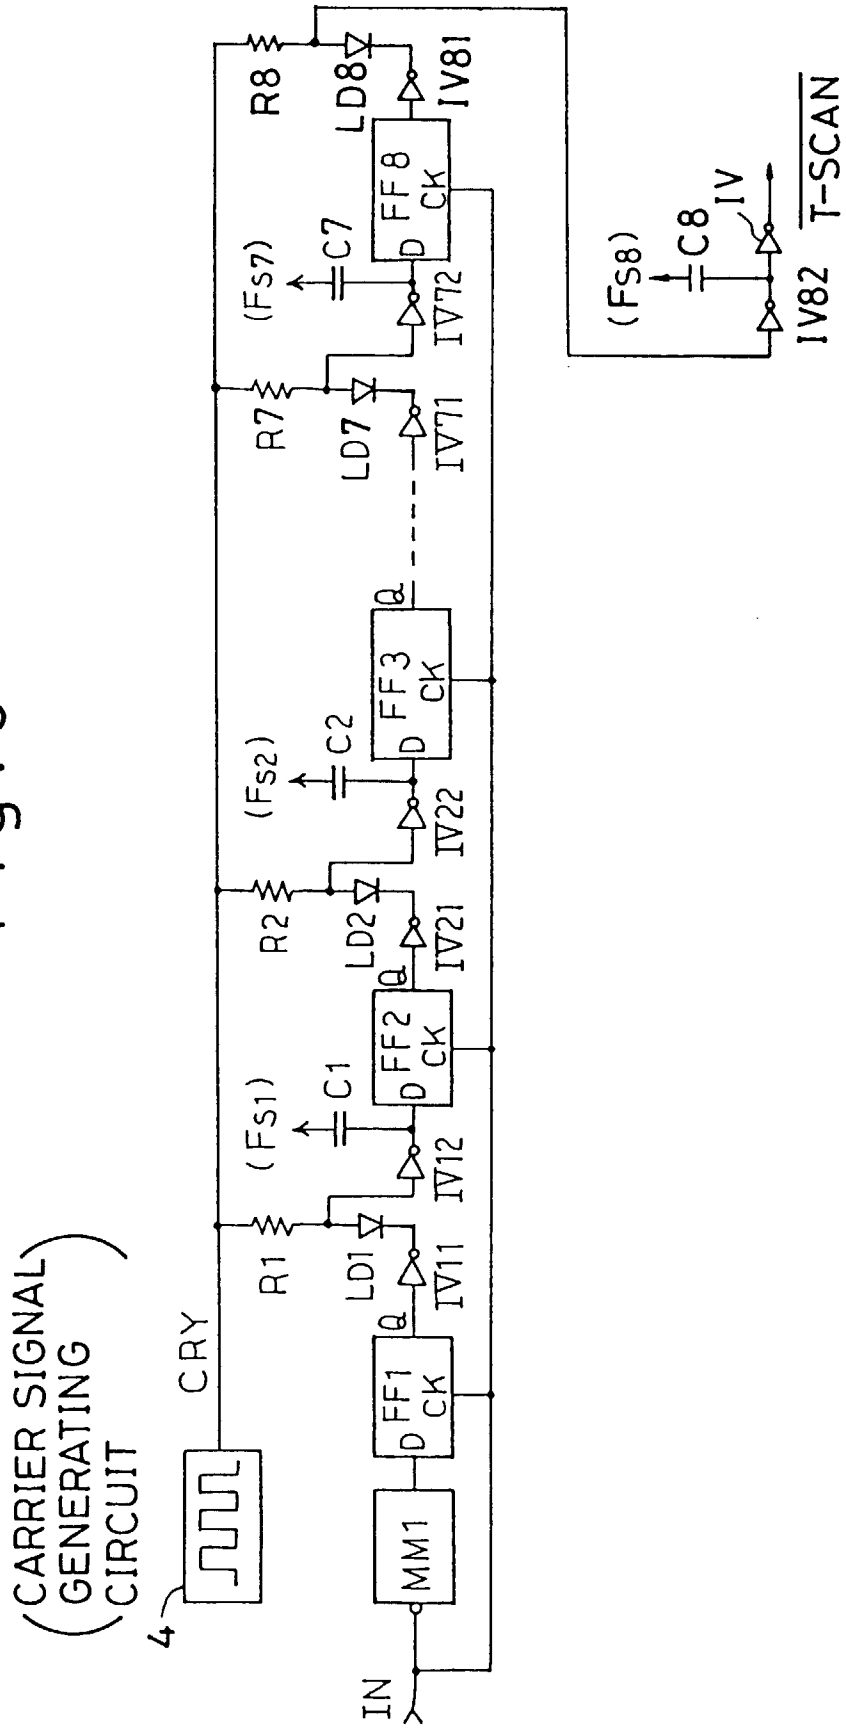 (CARRIER SIGNAL
GENERATING
CIRCUIT)
4
CRY
R1
R2
R7
R8
(Fs1)
(Fs2)
(Fs7)
C1
C2
C7
LD1
LD2
LD7
LD8
IN
MM1
D FF1 Q
CK
D FF2 Q
CK
D FF3 Q
CK
D FF8
CK
IV11
IV12
IV21
IV22
IV71
IV72
IV81
(Fs8)
C8
IV
IV82
T-SCAN